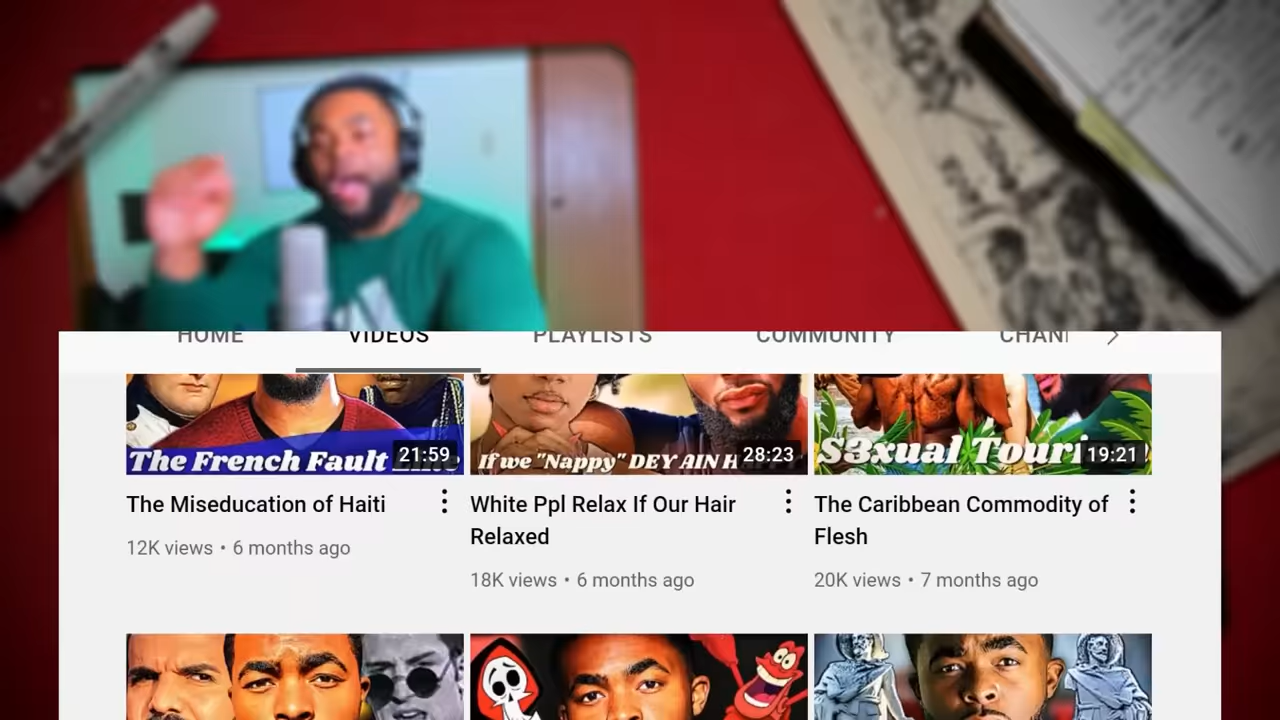 HOME VIDEOS PLAYLISTS COMMUNITY CHAN
The French Fault 21:59
If we "Nappy" DEY AIN H 28:23
S3xual Touri 19:21
The Miseducation of Haiti
12K views • 6 months ago
White Ppl Relax If Our Hair
Relaxed
18K views • 6 months ago
The Caribbean Commodity of
Flesh
20K views • 7 months ago